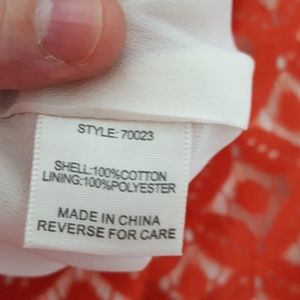 STYLE: 70023
SHELL:100%COTTON
LINING:100%POLYESTER
MADE IN CHINA
REVERSE FOR CARE